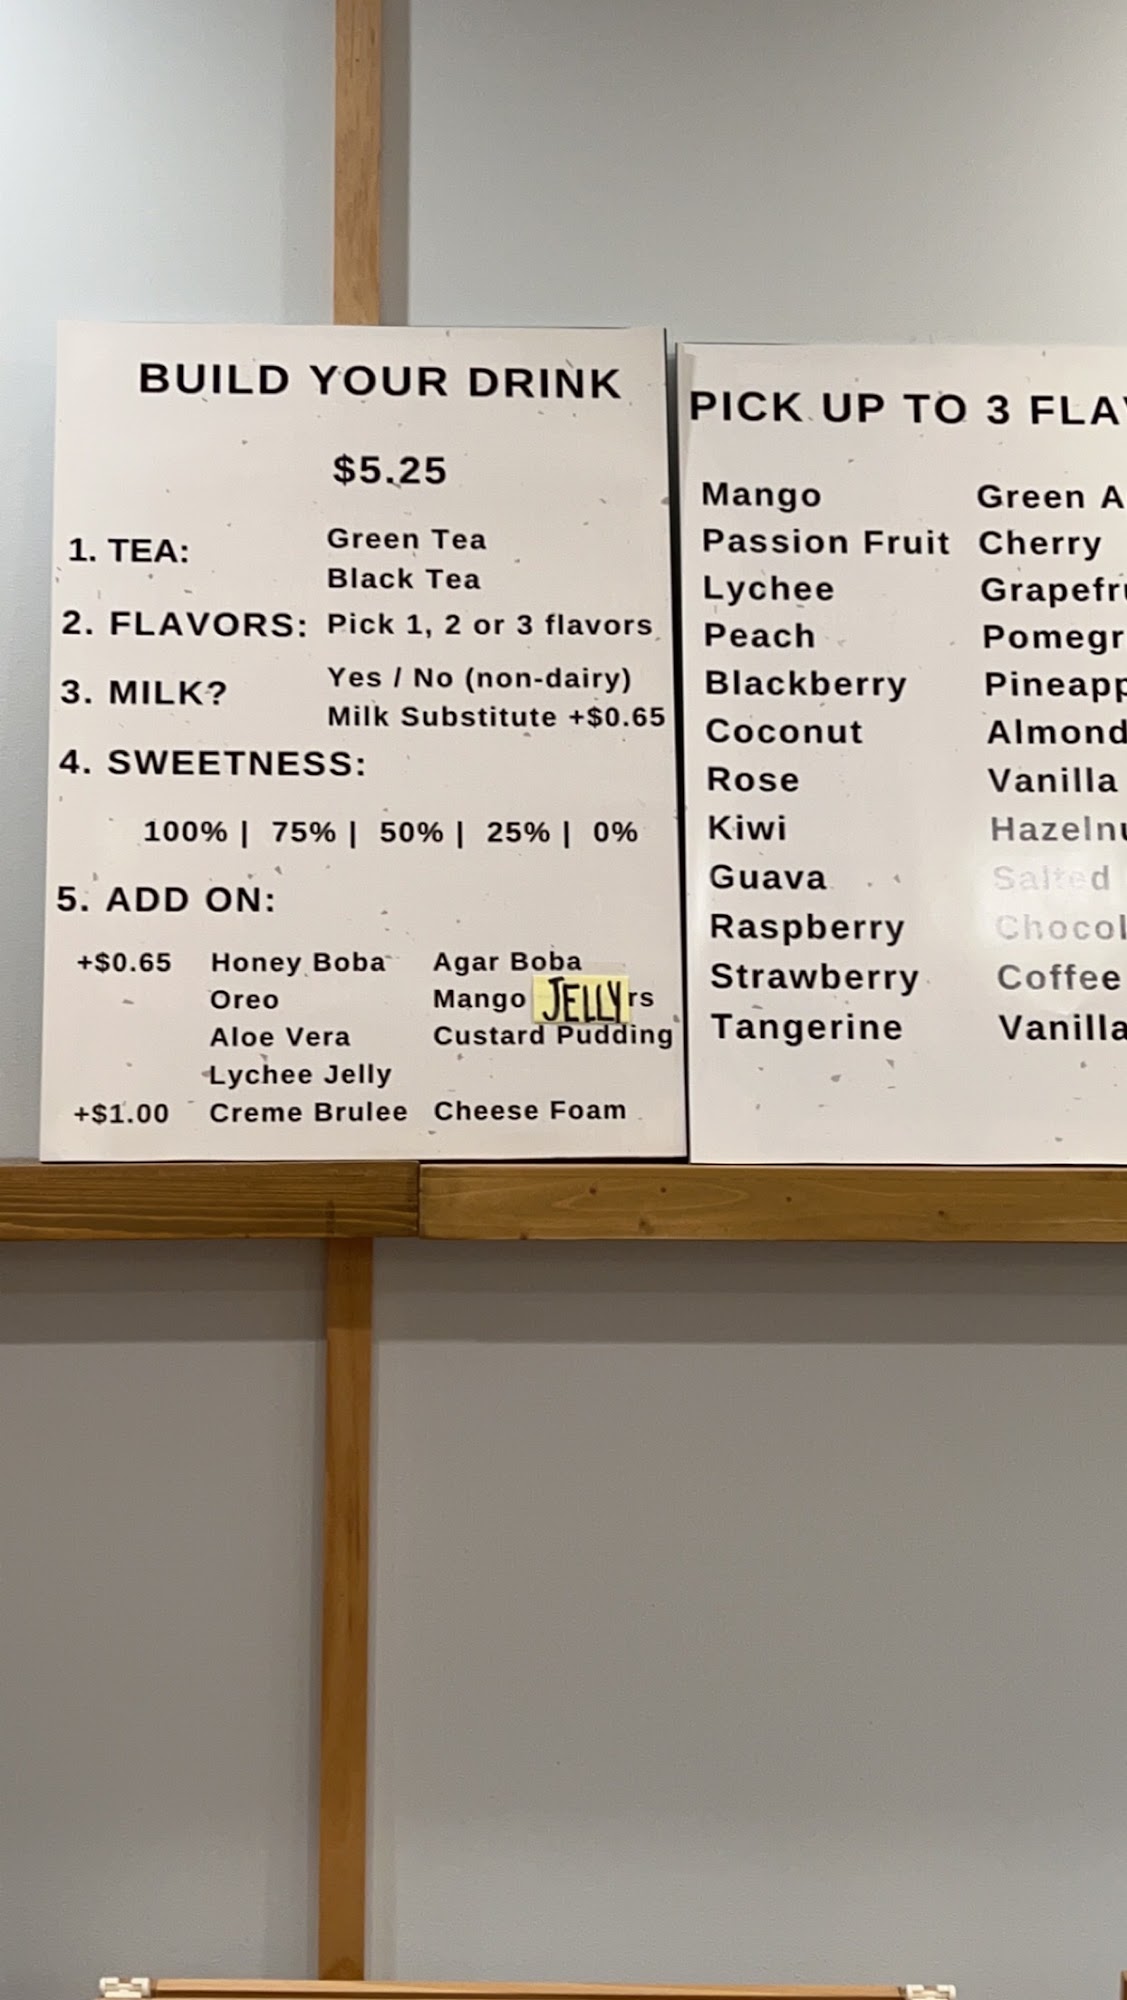 BUILD YOUR DRINK
$5.25
1. TEA: Green Tea
Black Tea
2. FLAVORS: Pick 1, 2 or 3 flavors
3. MILK? Yes / No (non-dairy)
Milk Substitute +$0.65
4. SWEETNESS:
100% | 75% | 50% | 25% | 0%
5. ADD ON:
+$0.65 Honey Boba Agar Boba
Oreo Mango JELLY rs
Aloe Vera Custard Pudding
Lychee Jelly
+$1.00 Creme Brulee Cheese Foam
PICK UP TO 3
Mango Green
Passion Fruit Cherry
Lychee
Peach
Blackberry
Coconut Almond
Rose Vanilla
Kiwi
Guava Salted
Raspberry
Strawberry Coffee
Tangerine Vanilla